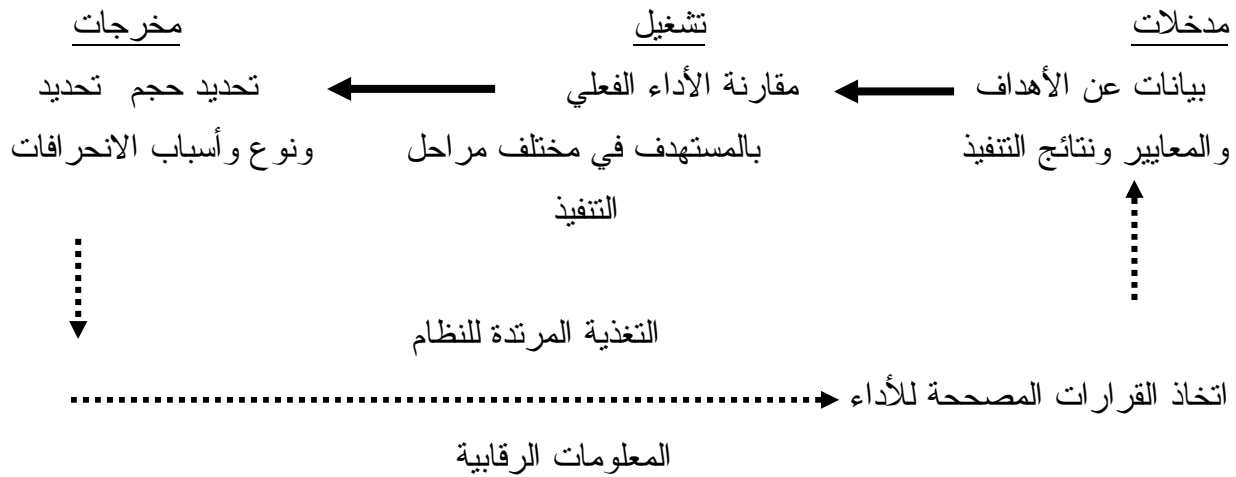 مدخلات تشغيل مخرجات
بيانات عن الأهداف مقارنة الأداء الفعلي تحديد حجم تحديد
والمعايير ونتائج التنفيذ بالمستهدف في مختلف مراحل ونوع وأسباب الانحرافات
التنفيذ
التغذية المرتدة للنظام
اتخاذ القرارات المصححة للأداء
المعلومات الرقابية